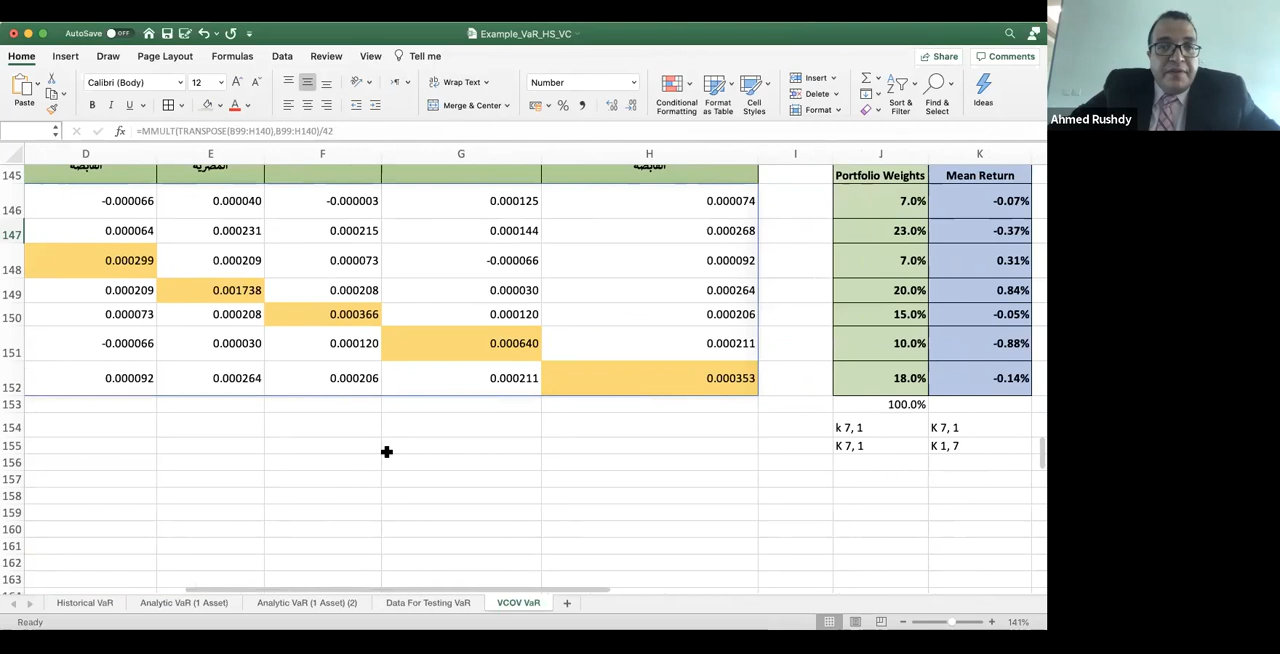 AutoSave OFF
Example_VaR_HS_VC
Home Insert Draw Page Layout Formulas Data Review View Tell me
Share Comments
Paste
Calibri (Body) 12
B I U
A A
Wrap Text
Merge & Center
Number
Conditional Formatting
Format as Table
Cell Styles
Insert
Delete
Format
Sort & Filter
Find & Select
Ideas
fx =MMULT(TRANSPOSE(B99:H140),B99:H140)/42
Ahmed Rushdy
D E F G H I J K
145 القابضة المصرية القابضة Portfolio Weights Mean Return
146 -0.000066 0.000040 -0.000003 0.000125 0.000074 7.0% -0.07%
147 0.000064 0.000231 0.000215 0.000144 0.000268 23.0% -0.37%
148 0.000299 0.000209 0.000073 -0.000066 0.000092 7.0% 0.31%
149 0.000209 0.001738 0.000208 0.000030 0.000264 20.0% 0.84%
150 0.000073 0.000208 0.000366 0.000120 0.000206 15.0% -0.05%
151 -0.000066 0.000030 0.000120 0.000640 0.000211 10.0% -0.88%
152 0.000092 0.000264 0.000206 0.000211 0.000353 18.0% -0.14%
153 100.0%
154 k 7, 1 K 7, 1
155 K 7, 1 K 1, 7
156
157
158
159
160
161
162
163
Historical VaR Analytic VaR (1 Asset) Analytic VaR (1 Asset) (2) Data For Testing VaR VCOV VaR
Ready 141%